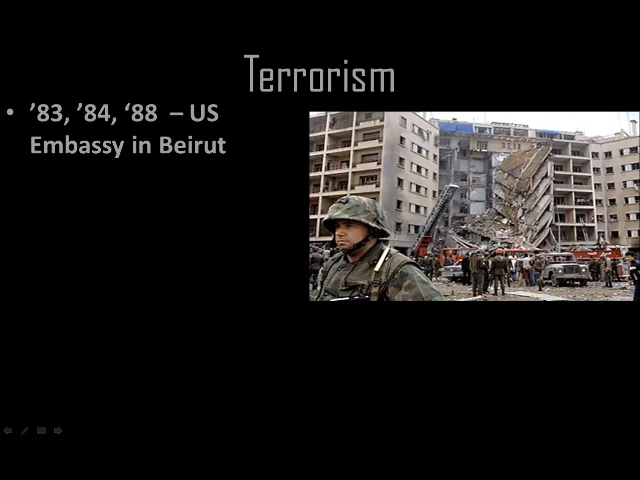 Terrorism
• ’83, ’84, ‘88 – US
Embassy in Beirut